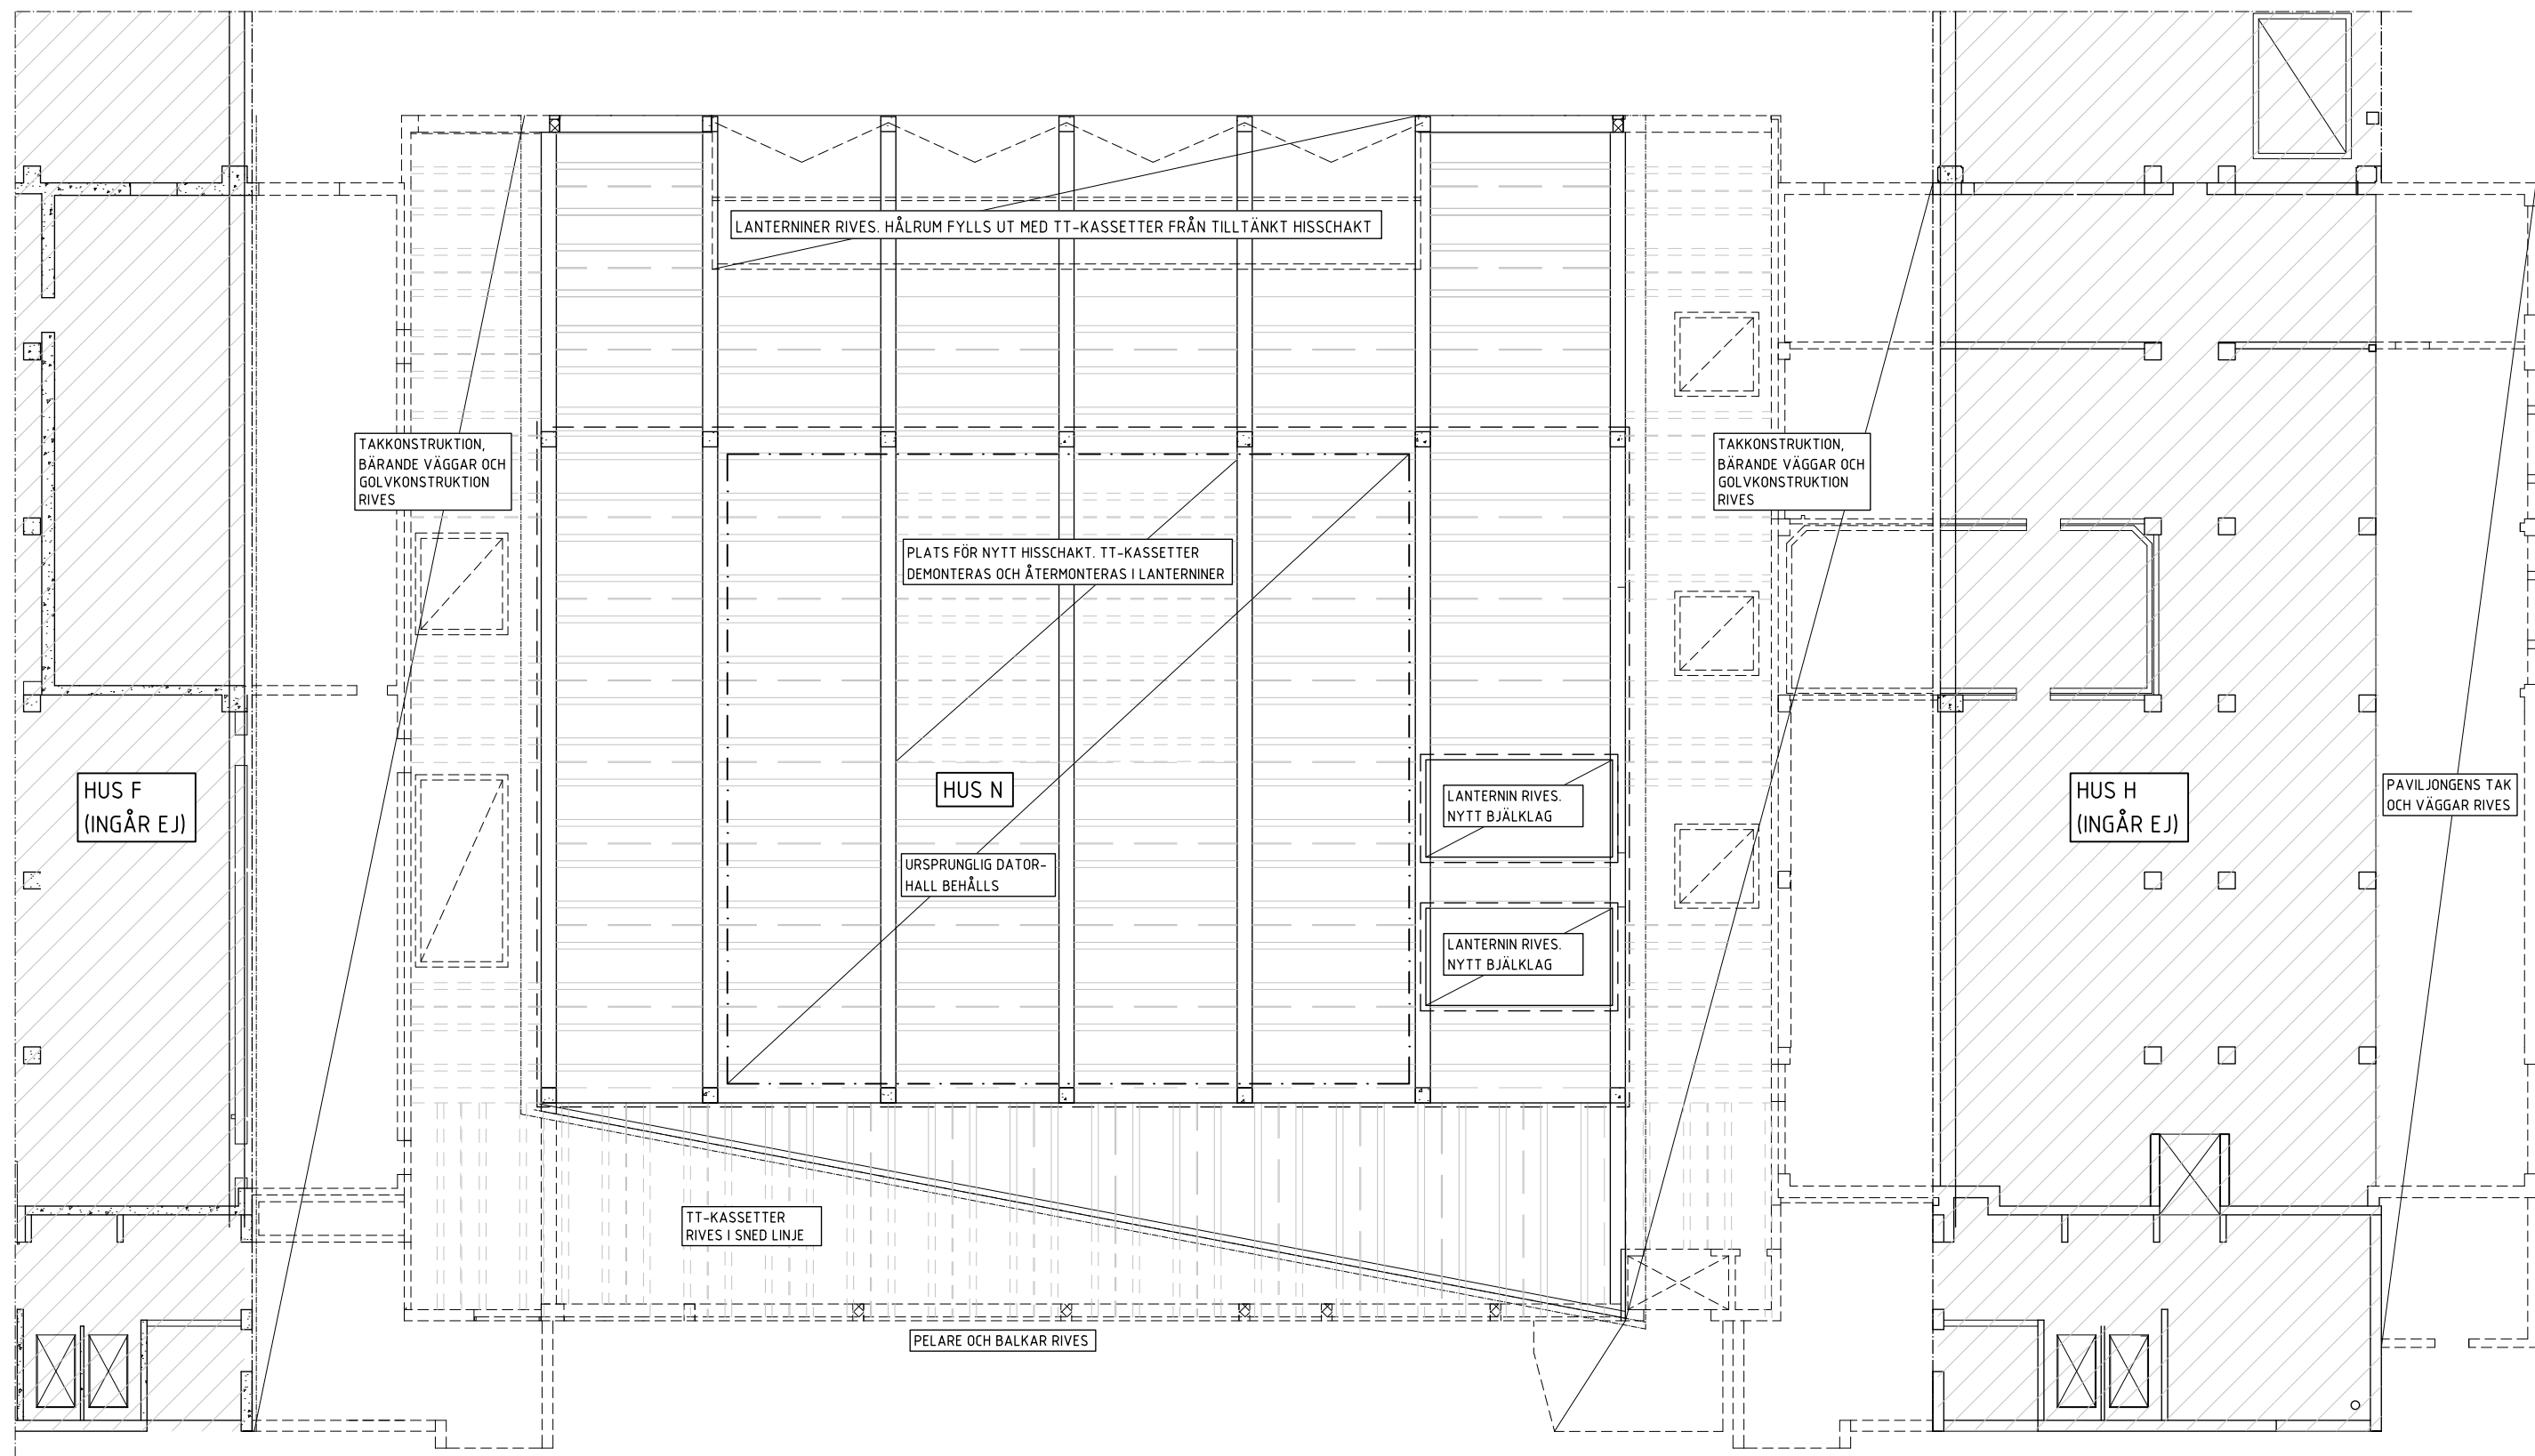 LANTERNINER RIVES. HÅLRUM FYLLS UT MED TT-KASSETTER FRÅN TILLTÄNKT HISSCHAKT
TAKKONSTRUKTION,
BÄRANDE VÄGGAR OCH
GOLVKONSTRUKTION
RIVES
TAKKONSTRUKTION,
BÄRANDE VÄGGAR OCH
GOLVKONSTRUKTION
RIVES
PLATS FÖR NYTT HISSCHAKT. TT-KASSETTER
DEMONTERAS OCH ÅTERMONTERAS I LANTERNINER
HUS F
(INGÅR EJ)
HUS N
LANTERNIN RIVES.
NYTT BJÄLKLAG
HUS H
(INGÅR EJ)
PAVILJONGENS TAK
OCH VÄGGAR RIVES
URSPRUNGLIG DATOR-
HALL BEHÅLLS
LANTERNIN RIVES.
NYTT BJÄLKLAG
TT-KASSETTER
RIVES I SNED LINJE
PELARE OCH BALKAR RIVES